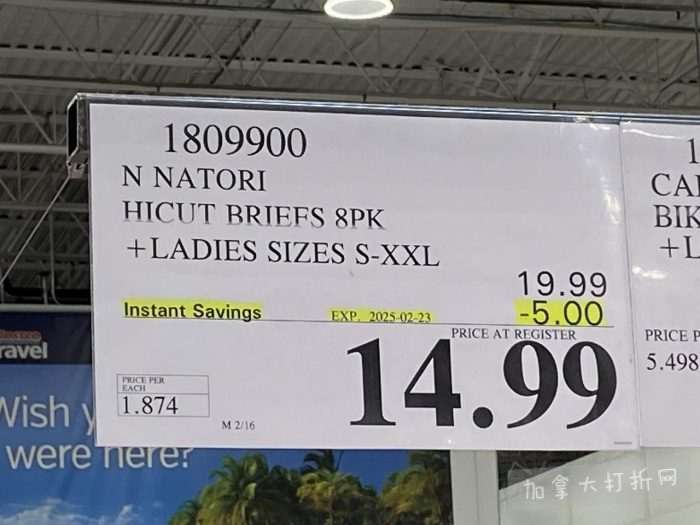 1809900
N NATORI
HICUT BRIEFS 8PK
+LADIES SIZES S-XXL
19.99
Instant Savings EXP. 2025-02-23 -5.00
PRICE AT REGISTER
14.99
PRICE PER
EACH
1.874
M 2/16
1
CA
BIK
+L
PRICE P
5.498
ravel
Wish y
were here?
加拿大打折网